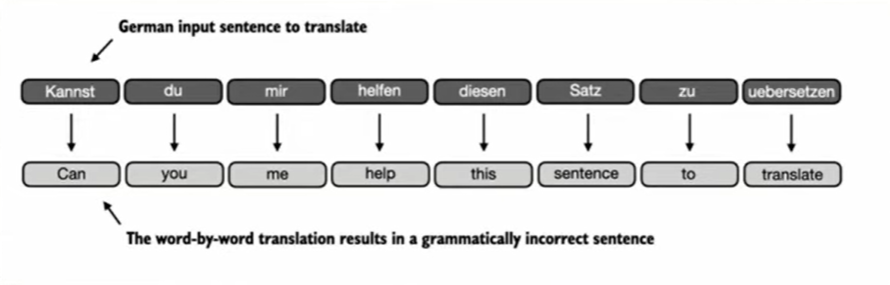 German input sentence to translate
Kannst du mir helfen diesen Satz zu uebersetzen
Can you me help this sentence to translate
The word-by-word translation results in a grammatically incorrect sentence